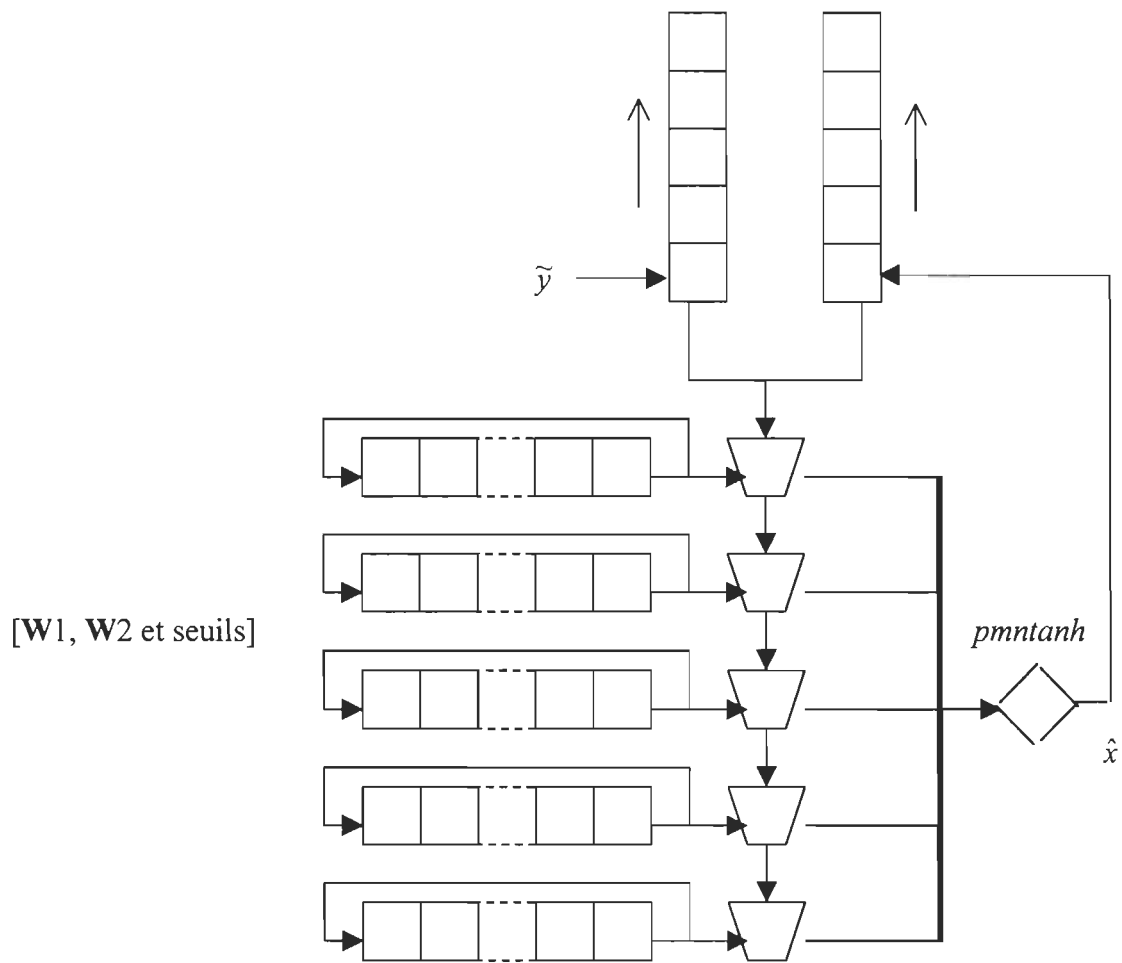 ỹ
[W1, W2 et seuils]
pmntanh
x̂